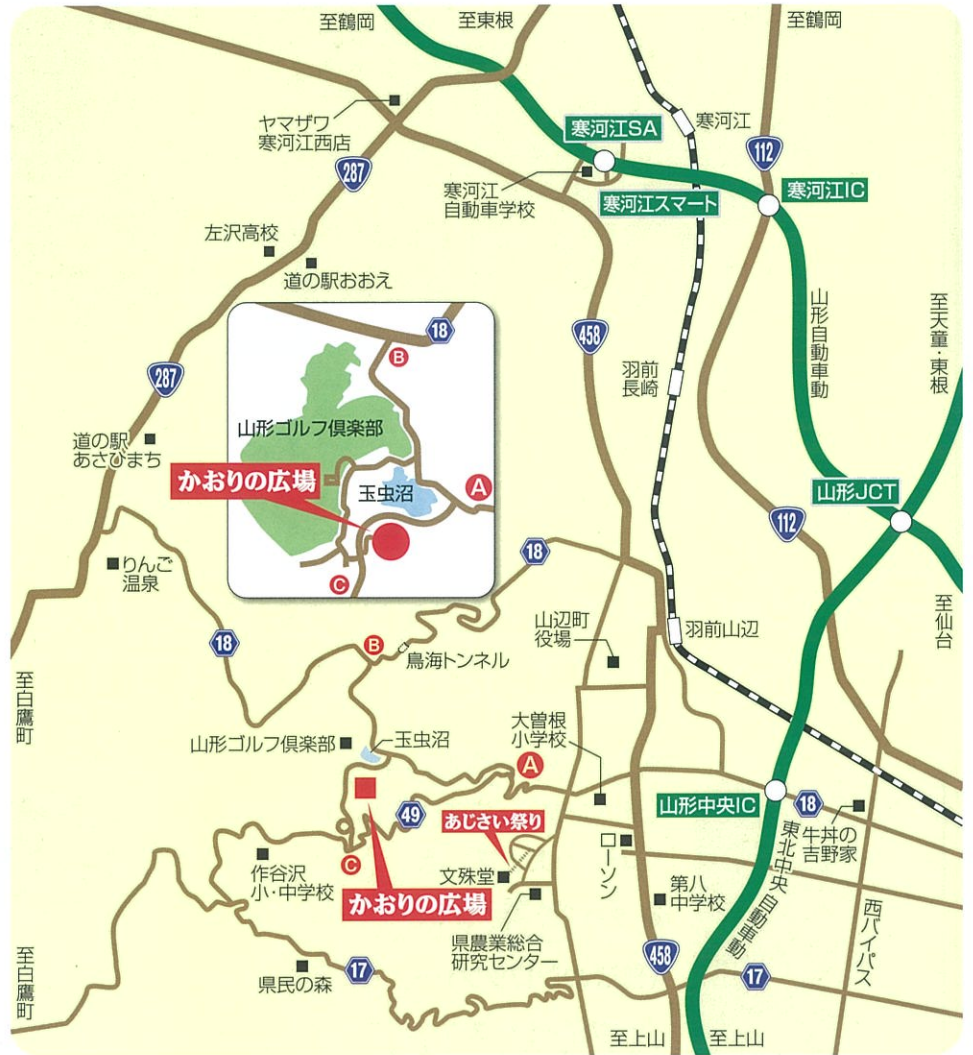 至鶴岡
至東根
至鶴岡
ヤマザワ
寒河江西店
寒河江SA
寒河江
112
287
寒河江
自動車学校
寒河江スマート
寒河江IC
左沢高校
道の駅おおえ
山形自動車動
至天童・東根
18
B
458
287
羽前
長崎
山形ゴルフ倶楽部
道の駅
あさひまち
かおりの広場
玉虫沼
A
山形JCT
112
C
りんご
温泉
18
至仙台
山辺町
役場
羽前山辺
18
B
鳥海トンネル
至白鷹町
山形ゴルフ倶楽部
玉虫沼
大曽根
小学校
A
山形中央IC
18
牛丼の
吉野家
49
あじさい祭り
ローソン
東北中央自動車動
C
作谷沢
小・中学校
文殊堂
第八
中学校
かおりの広場
西バイパス
県農業総合
研究センター
458
至白鷹町
県民の森
17
17
至上山
至上山